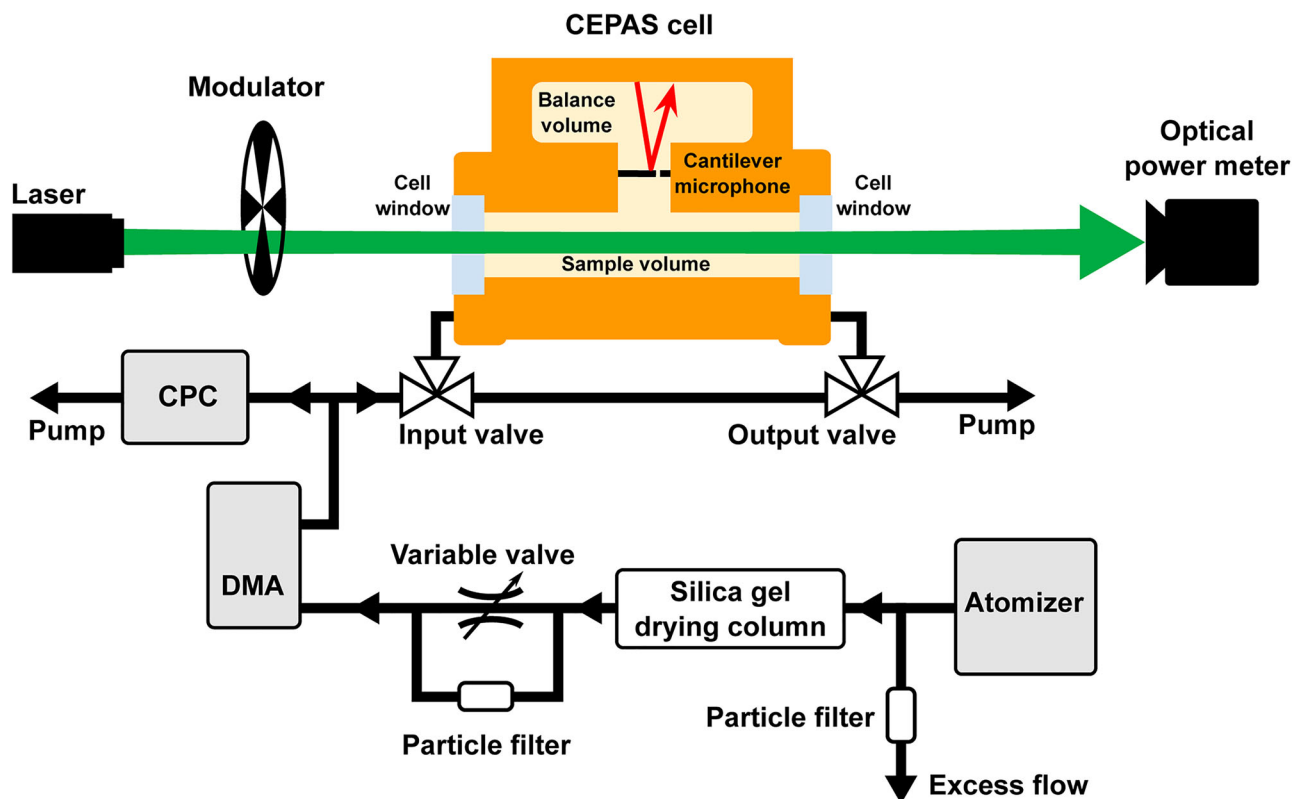 CEPAS cell
Modulator
Balance
volume
Optical
power meter
Cantilever
microphone
Cell
window
Cell
window
Laser
Sample volume
CPC
Pump
Input valve
Output valve
Pump
Variable valve
DMA
Silica gel
drying column
Atomizer
Particle filter
Particle filter
Excess flow